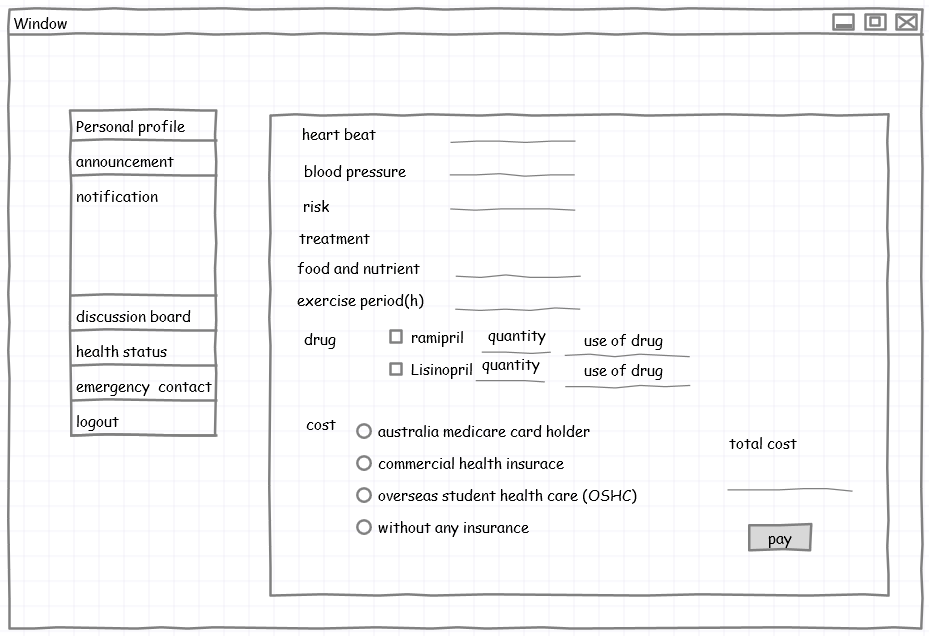 Window
Personal profile
announcement
notification
discussion board
health status
emergency contact
logout
heart beat
blood pressure
risk
treatment
food and nutrient
exercise period(h)
drug
ramipril quantity use of drug
Lisinopril quantity use of drug
cost
australia medicare card holder
commercial health insurace
overseas student health care (OSHC)
without any insurance
total cost
pay